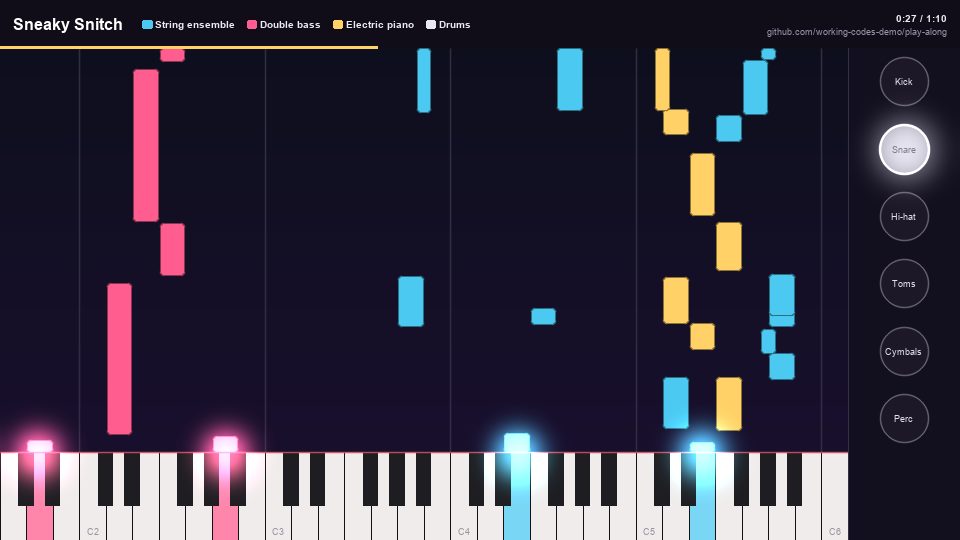 Sneaky Snitch
String ensemble
Double bass
Electric piano
Drums
0:27 / 1:10
github.com/working-codes-demo/play-along
Kick
Snare
Hi-hat
Toms
Cymbals
Perc
C2
C3
C4
C5
C6